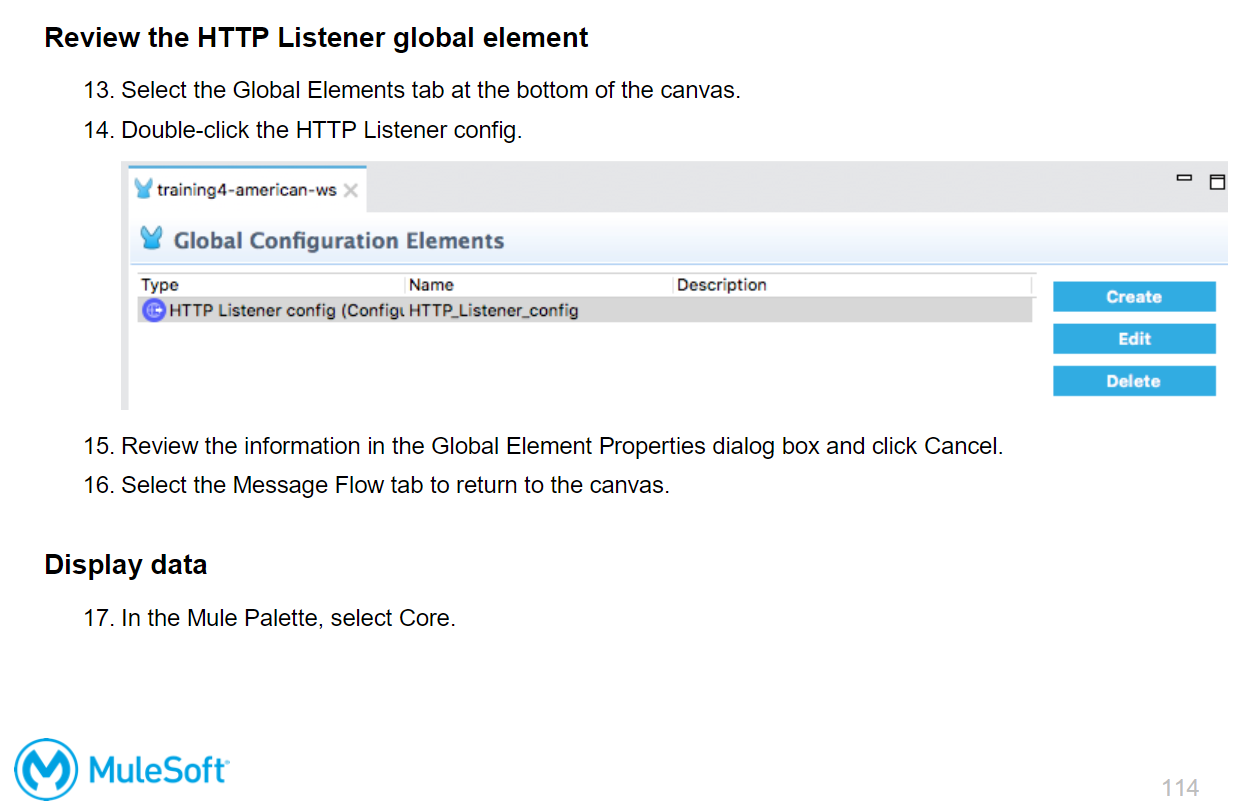 Review the HTTP Listener global element
13. Select the Global Elements tab at the bottom of the canvas.
14. Double-click the HTTP Listener config.
training4-american-ws
Global Configuration Elements
Type Name Description
HTTP Listener config (Configu HTTP_Listener_config
Create
Edit
Delete
15. Review the information in the Global Element Properties dialog box and click Cancel.
16. Select the Message Flow tab to return to the canvas.
Display data
17. In the Mule Palette, select Core.
MuleSoft
114